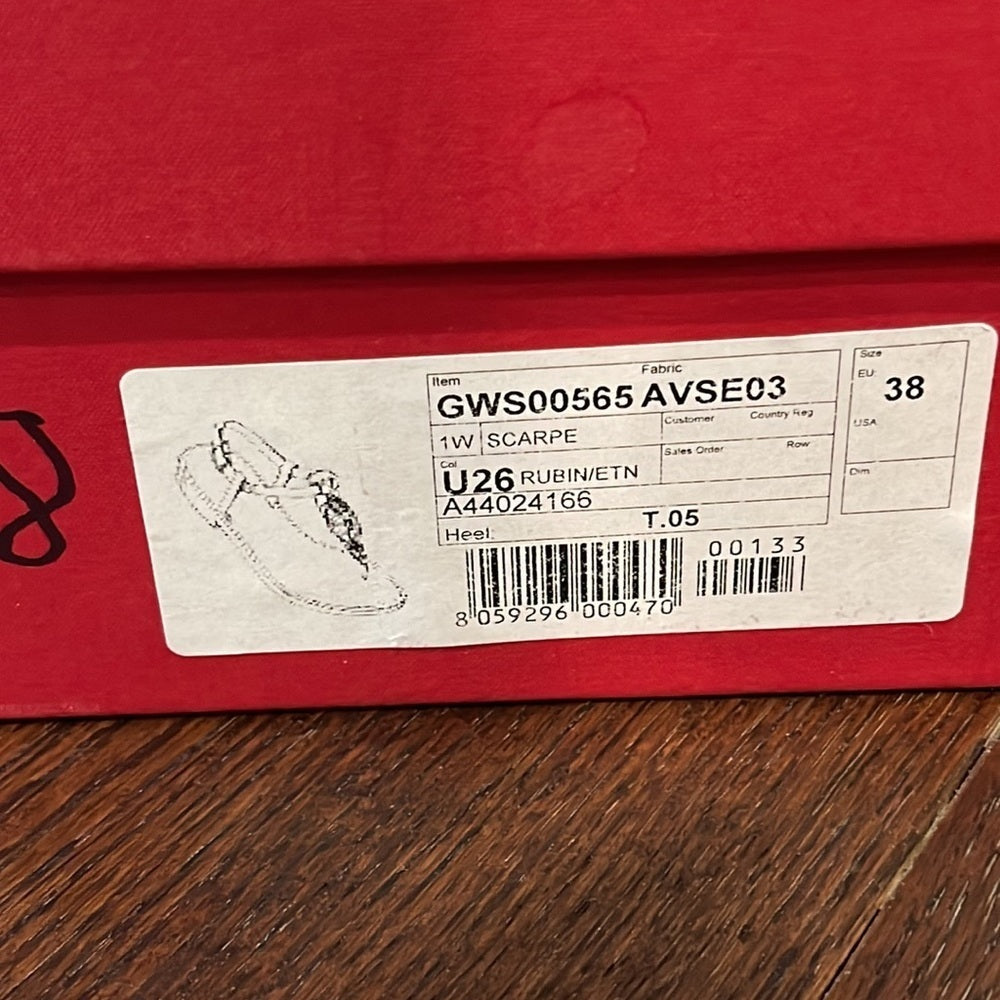 Item Fabric
GWS00565 AVSE03
1W SCARPE
Customer Country Reg
Col
U26 RUBIN/ETN
Sales Order Row
A44024166
Heel: T.05
Size
EU: 38
USA
Dim
00133
8 059296 000470